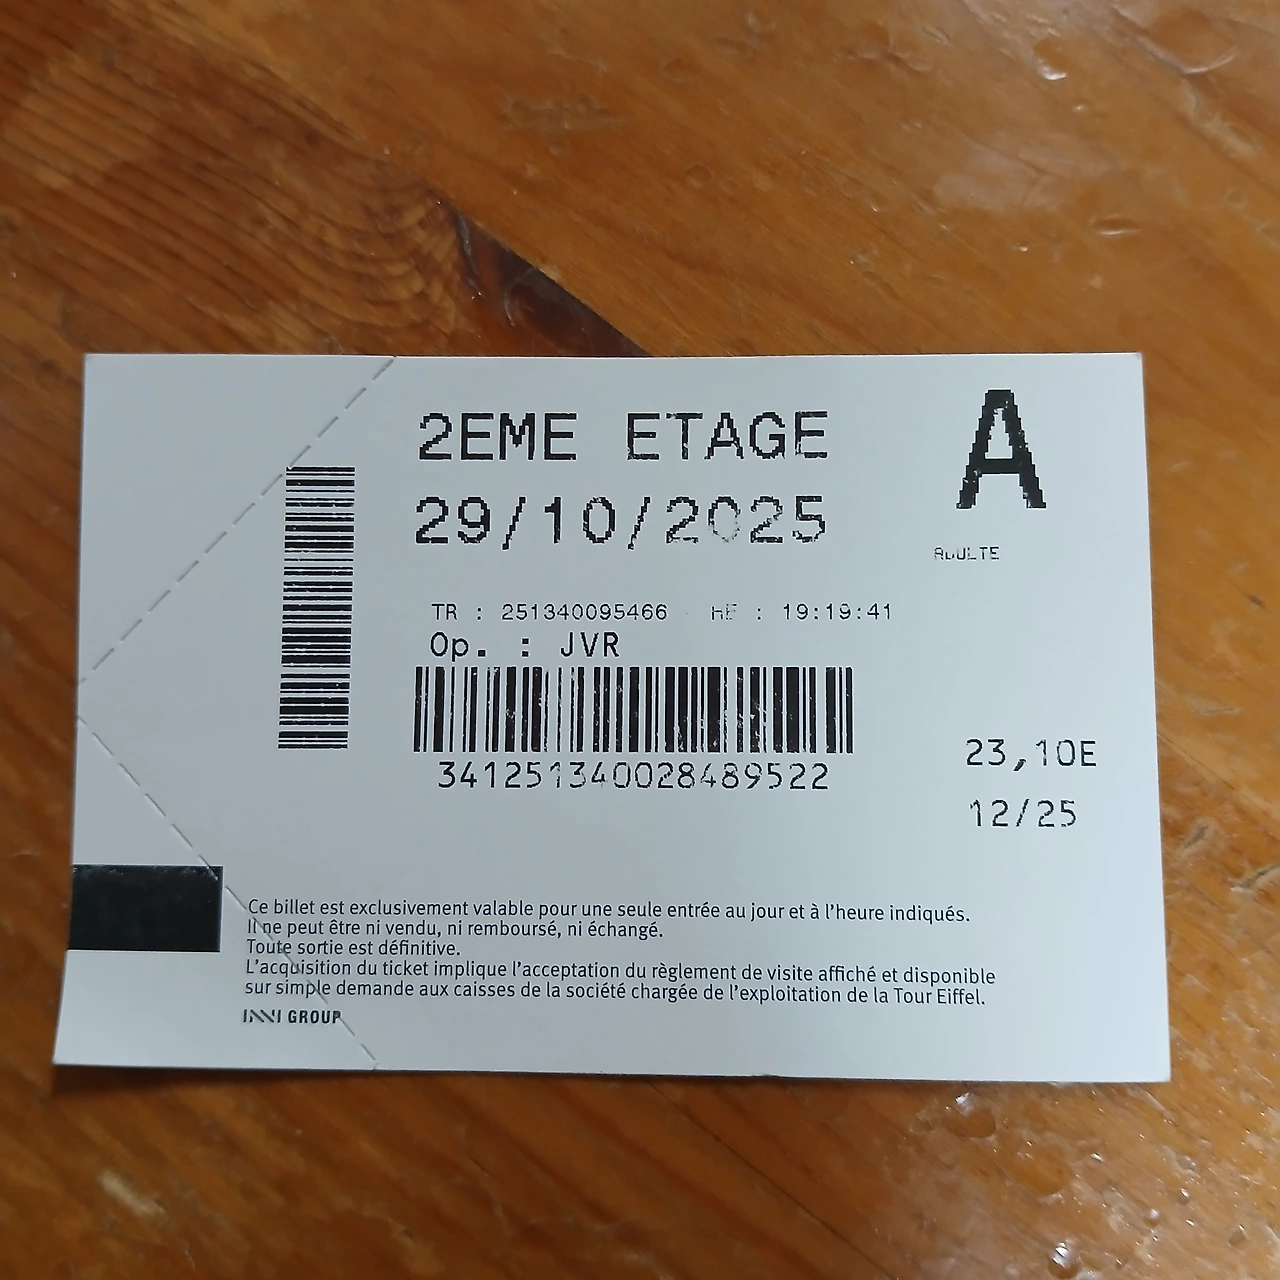 2EME ETAGE
A
29/10/2025
ADULTE
TR : 251340095466 HE : 19:19:41
Op. : JVR
341251340028489522
23,10E
12/25
Ce billet est exclusivement valable pour une seule entrée au jour et à l'heure indiqués.
Il ne peut être ni vendu, ni remboursé, ni échangé.
Toute sortie est définitive.
L'acquisition du ticket implique l'acceptation du règlement de visite affiché et disponible
sur simple demande aux caisses de la société chargée de l'exploitation de la Tour Eiffel.
INNI GROUP